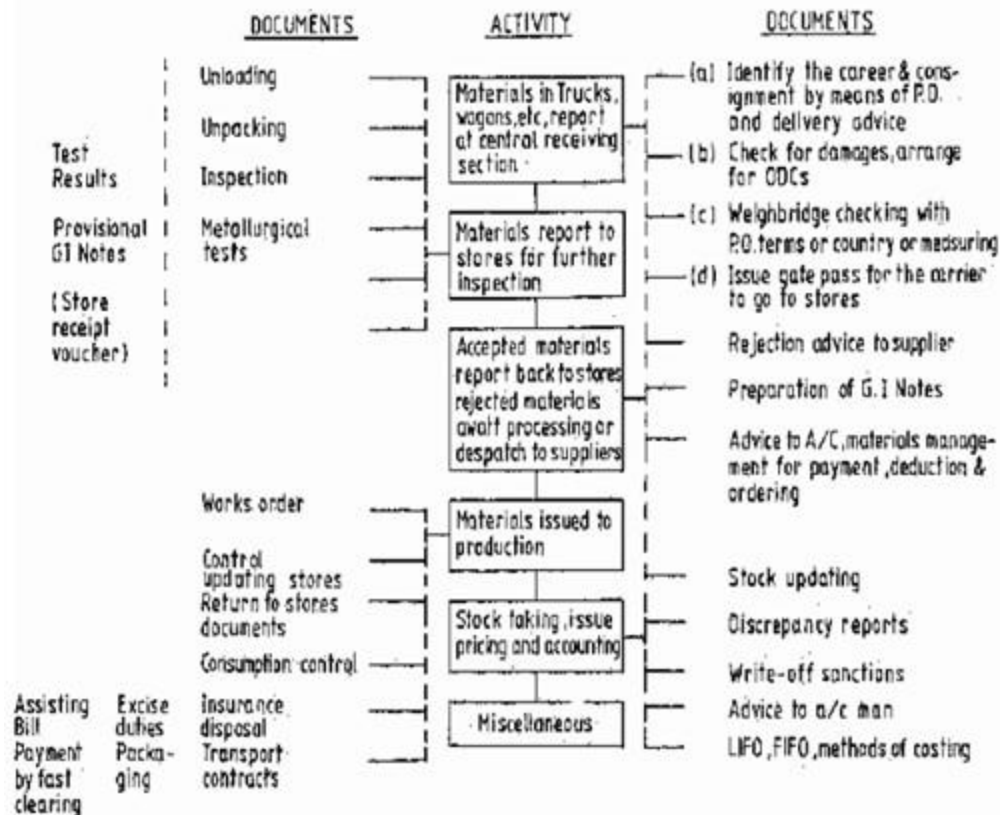 DOCUMENTS
ACTIVITY
DOCUMENTS
Test
Results
Provisional
GI Notes
(Store
receipt
voucher)
Unloading
Unpacking
Inspection
Metallurgical
tests
Materials in Trucks,
wagons, etc, report
at central receiving
section
Materials report to
stores for further
inspection
Accepted materials
report back to stores
rejected materials
await processing or
despatch to suppliers
(a) Identify the career & cons-
ignment by means of P.O.
and delivery advice
(b) Check for damages, arrange
for ODCs
(c) Weighbridge checking with
P.O. terms or country or measuring
(d) Issue gate pass for the carrier
to go to stores
Rejection advice to supplier
Preparation of G.I Notes
Advice to A/C, materials manage-
ment for payment, deduction &
ordering
Works order
Control
updating stores
Return to stores
documents
Consumption control
Materials issued to
production
Stock taking, issue
pricing and accounting
Miscellaneous
Stock updating
Discrepancy reports
Write-off sanctions
Advice to a/c man
LIFO, FIFO, methods of costing
Assisting
Bill
Payment
by fast
clearing
Excise
duties
Packa-
ging
Insurance
disposal
Transport
contracts